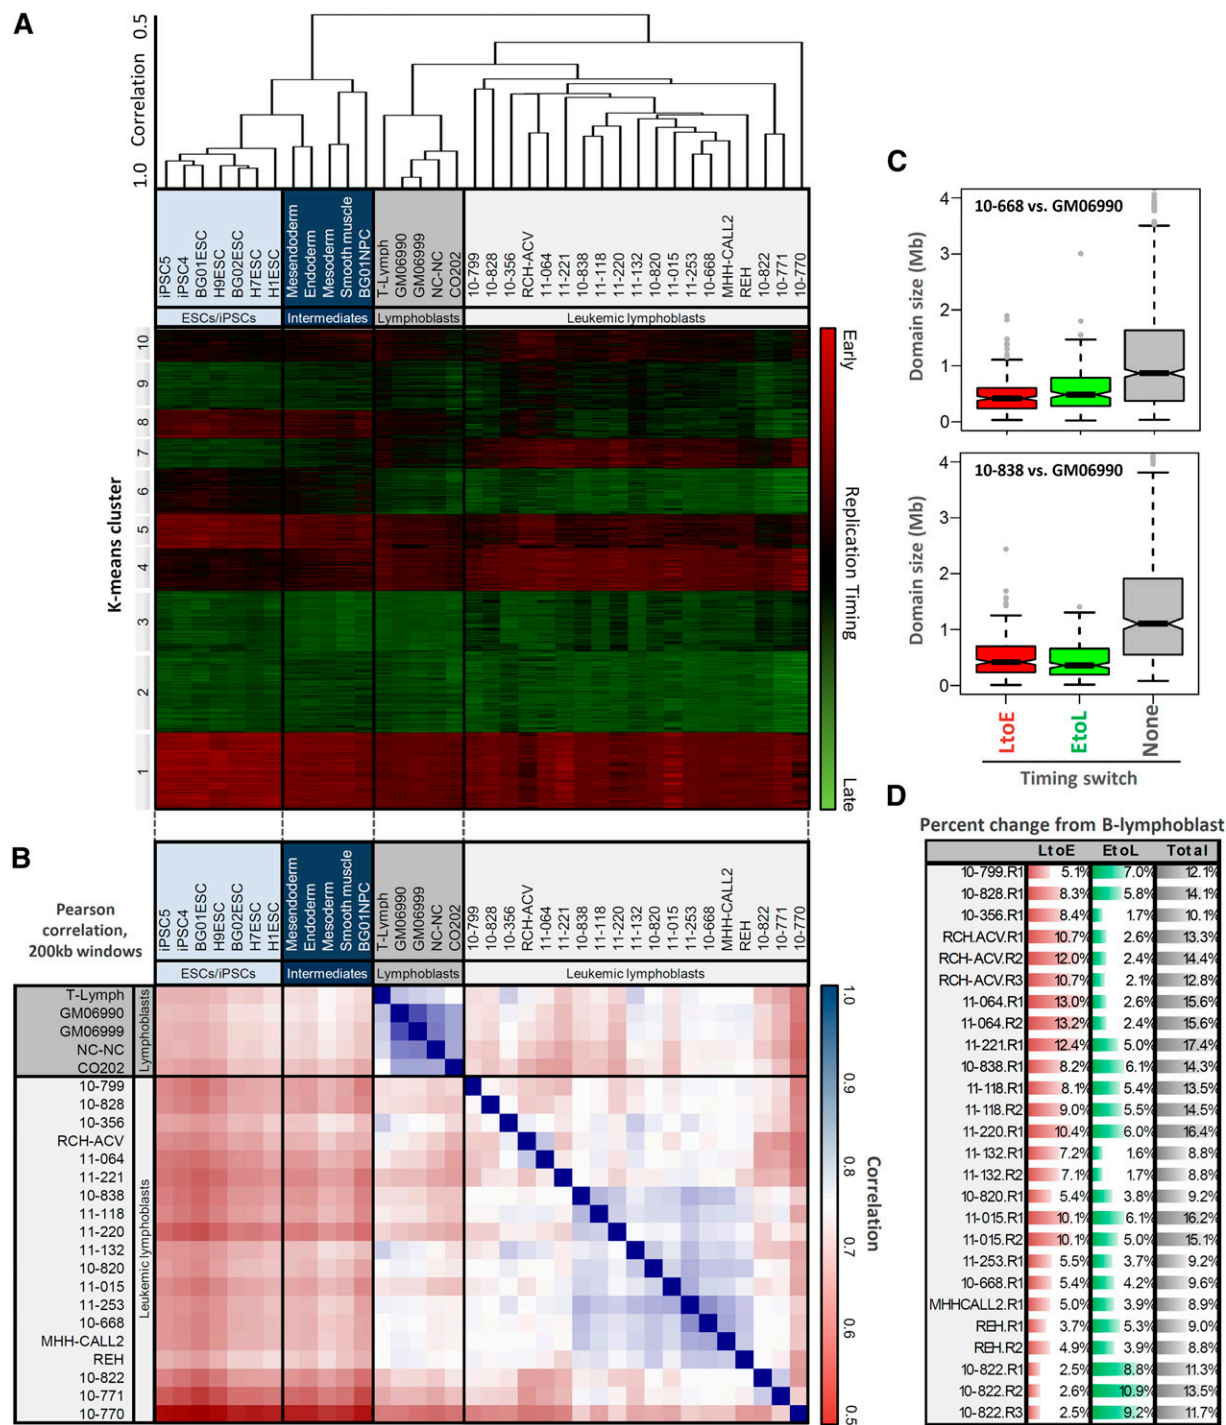 A
Correlation
0.5
1.0
iPSC5
iPSC4
BG01ESC
H9ESC
BG02ESC
H7ESC
H1ESC
Mesendoderm
Endoderm
Mesoderm
Smooth muscle
BG01NPC
T-Lymph
GM06990
GM06999
NC-NC
CO202
10-799
10-828
10-356
RCH-ACV
11-064
11-221
10-838
11-118
11-220
11-132
10-820
11-015
11-253
10-668
MHH-CALL2
REH
10-822
10-771
10-770
ESCs/iPSCs
Intermediates
Lymphoblasts
Leukemic lymphoblasts
K-means cluster
10
9
8
7
6
5
4
3
2
1
Early
Replication Timing
Late
B
Pearson
correlation,
200kb windows
iPSC5
iPSC4
BG01ESC
H9ESC
BG02ESC
H7ESC
H1ESC
Mesendoderm
Endoderm
Mesoderm
Smooth muscle
BG01NPC
T-Lymph
GM06990
GM06999
NC-NC
CO202
10-799
10-828
10-356
RCH-ACV
11-064
11-221
10-838
11-118
11-220
11-132
10-820
11-015
11-253
10-668
MHH-CALL2
REH
10-822
10-771
10-770
ESCs/iPSCs
Intermediates
Lymphoblasts
Leukemic lymphoblasts
T-Lymph
GM06990
GM06999
NC-NC
CO202
Lymphoblasts
10-799
10-828
10-356
RCH-ACV
11-064
11-221
10-838
11-118
11-220
11-132
10-820
11-015
11-253
10-668
MHH-CALL2
REH
10-822
10-771
10-770
Leukemic lymphoblasts
1.0
0.9
0.8
0.7
0.6
0.5
Correlation
C
10-668 vs. GM06990
Domain size (Mb)
4
3
2
1
0
10-838 vs. GM06990
Domain size (Mb)
4
3
2
1
0
LtoE
EtoL
None
Timing switch
D
Percent change from B-lymphoblast
LtoE EtoL Total
10-799.R1 5.1% 7.0% 12.1%
10-828.R1 8.3% 5.8% 14.1%
10-356.R1 8.4% 1.7% 10.1%
RCH.ACV.R1 10.7% 2.6% 13.3%
RCH-ACV.R2 12.0% 2.4% 14.4%
RCH-ACV.R3 10.7% 2.1% 12.8%
11-064.R1 13.0% 2.6% 15.6%
11-064.R2 13.2% 2.4% 15.6%
11-221.R1 12.4% 5.0% 17.4%
10-838.R1 8.2% 6.1% 14.3%
11-118.R1 8.1% 5.4% 13.5%
11-118.R2 9.0% 5.5% 14.5%
11-220.R1 10.4% 6.0% 16.4%
11-132.R1 7.2% 1.6% 8.8%
11-132.R2 7.1% 1.7% 8.8%
10-820.R1 5.4% 3.8% 9.2%
11-015.R1 10.1% 6.1% 16.2%
11-015.R2 10.1% 5.0% 15.1%
11-253.R1 5.5% 3.7% 9.2%
10-668.R1 5.4% 4.2% 9.6%
MHHCALL2.R1 5.0% 3.9% 8.9%
REH.R1 3.7% 5.3% 9.0%
REH.R2 4.9% 3.9% 8.8%
10-822.R1 2.5% 8.8% 11.3%
10-822.R2 2.6% 10.9% 13.5%
10-822.R3 2.5% 9.2% 11.7%